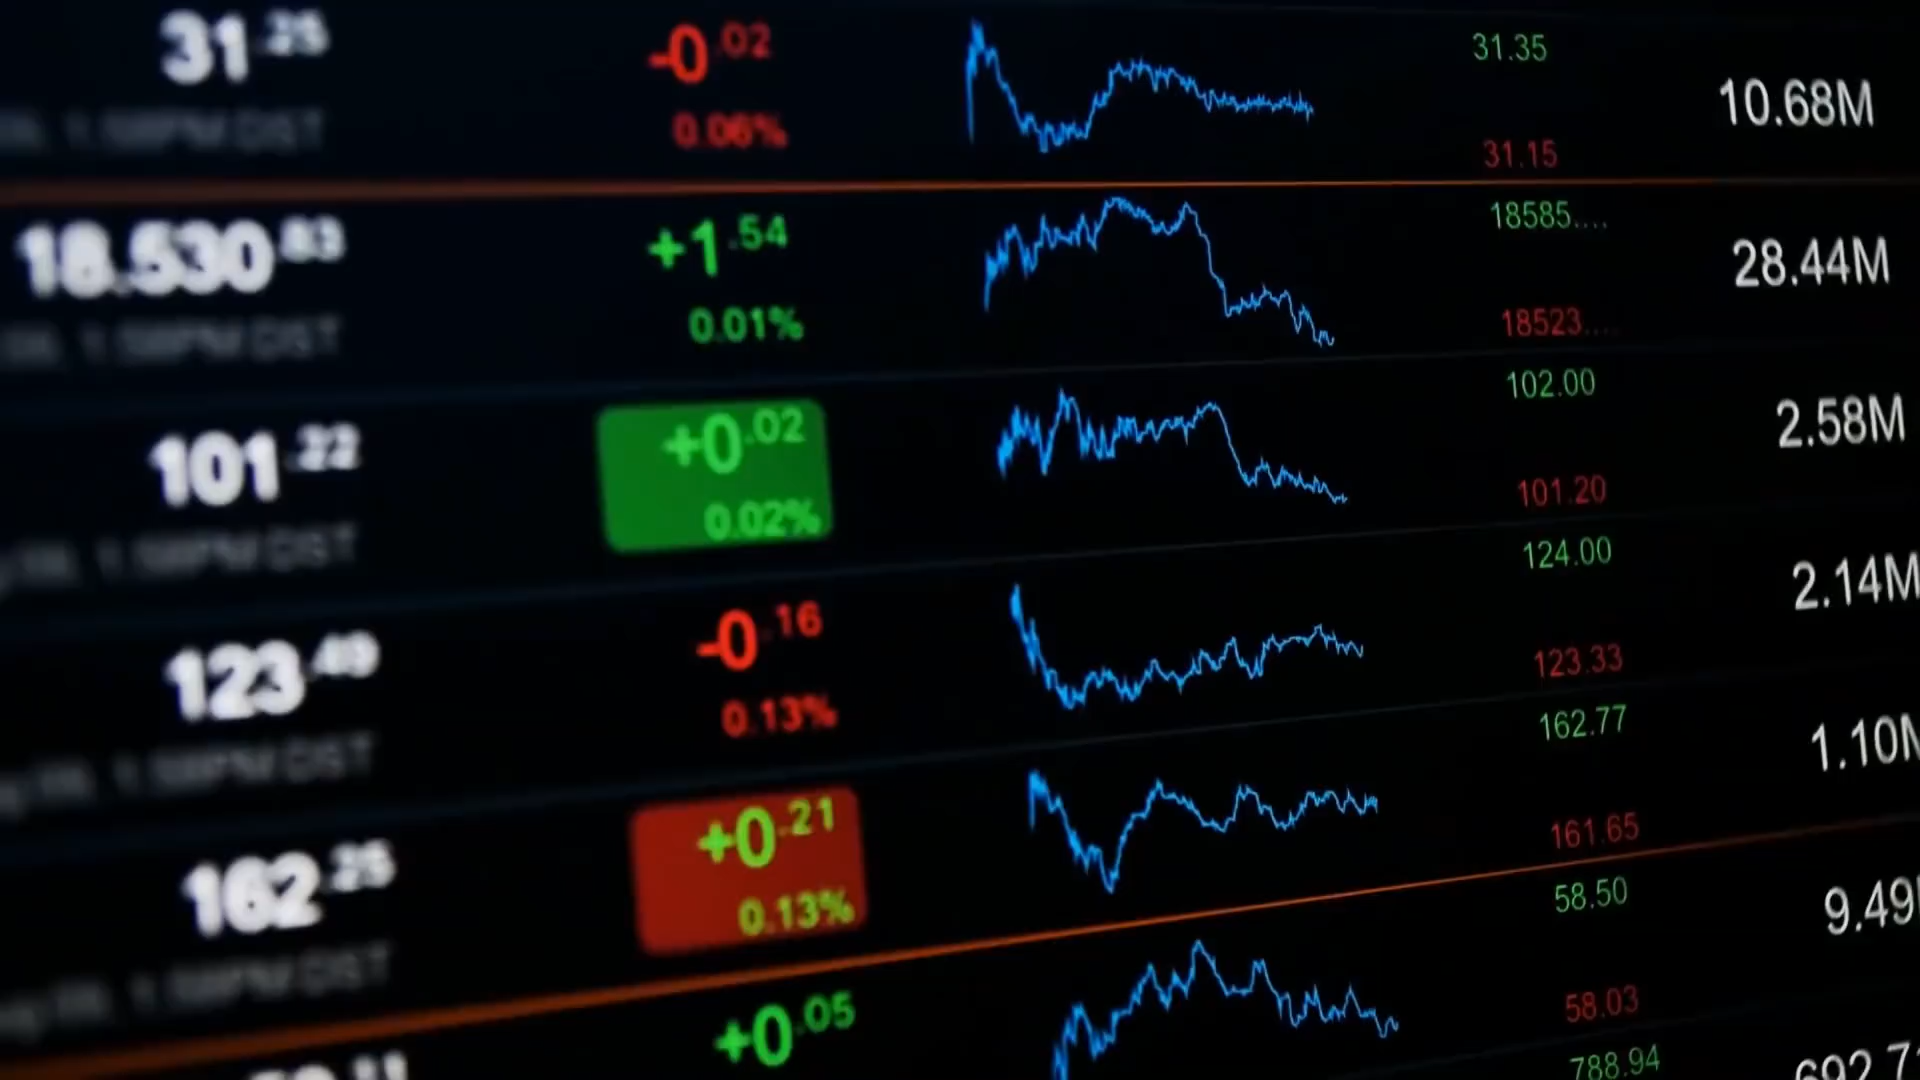 31.25 -0.02 31.35 10.68M
0.06% 31.15
18.530.83 +1.54 18585.... 28.44M
0.01% 18523....
101.22 +0.02 102.00 2.58M
0.02% 101.20
123.49 -0.16 124.00 2.14M
0.13% 123.33
162.25 +0.21 162.77 1.10M
0.13% 161.65
+0.05 58.50 9.49
58.03
788.94 692.7